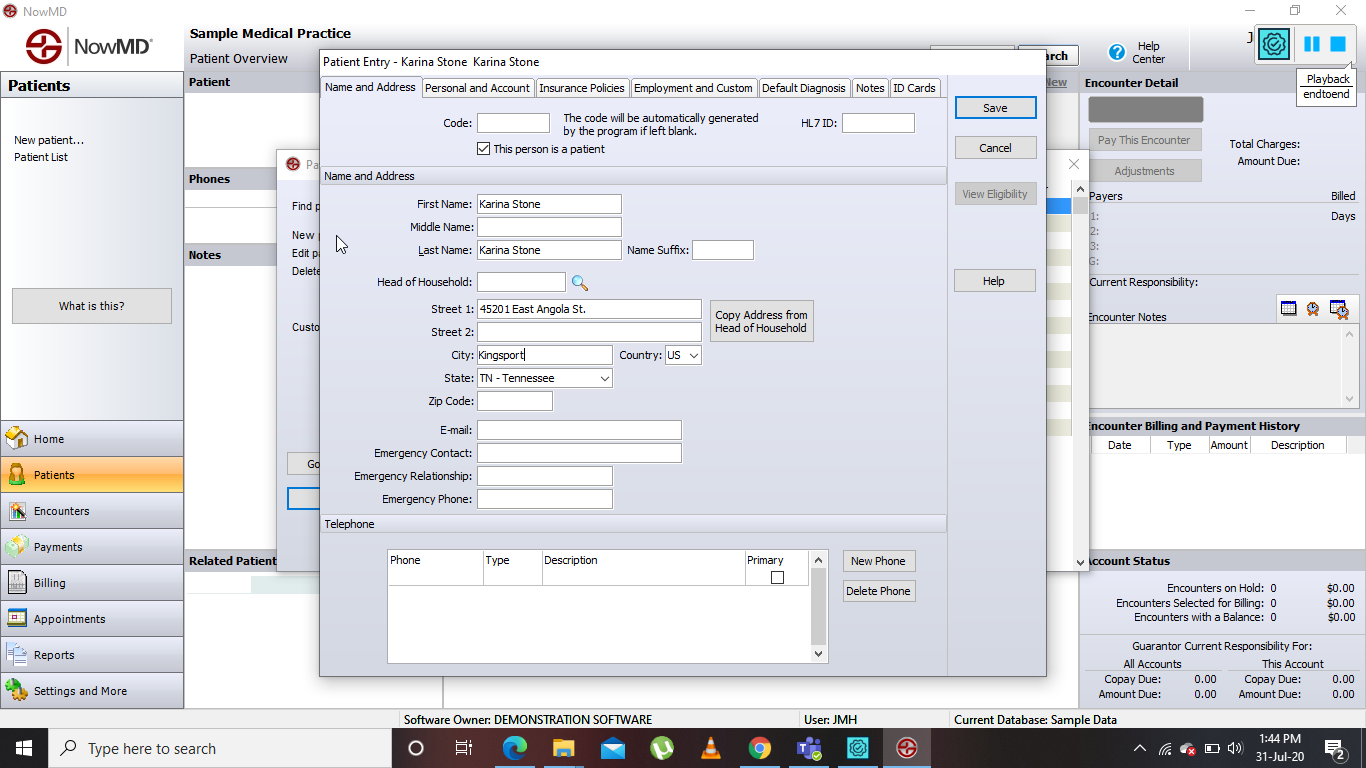 NowMD
NowMD®
Sample Medical Practice
Patient Overview
Help
Center
Playback
endtoend
Patients
New patient...
Patient List
What is this?
Home
Patients
Encounters
Payments
Billing
Appointments
Reports
Settings and More
Patient
Phones
Notes
Related Patient
Find p
New p
Edit pa
Delete
Custo
Go
Patient Entry - Karina Stone  Karina Stone
Name and Address
Personal and Account
Insurance Policies
Employment and Custom
Default Diagnosis
Notes
ID Cards
Code:
The code will be automatically generated
by the program if left blank.
HL7 ID:
This person is a patient
Name and Address
First Name: Karina Stone
Middle Name:
Last Name: Karina Stone
Name Suffix:
Head of Household:
Street 1: 45201 East Angola St.
Copy Address from
Head of Household
Street 2:
City: Kingsport
Country: US
State: TN - Tennessee
Zip Code:
E-mail:
Emergency Contact:
Emergency Relationship:
Emergency Phone:
Telephone
Phone
Type
Description
Primary
New Phone
Delete Phone
Save
Cancel
View Eligibility
Help
New
Encounter Detail
Pay This Encounter
Adjustments
Total Charges:
Amount Due:
Payers
Billed
1:
Days
2:
3:
G:
Current Responsibility:
Encounter Notes
Encounter Billing and Payment History
Date
Type
Amount
Description
Account Status
Encounters on Hold: 0 $0.00
Encounters Selected for Billing: 0 $0.00
Encounters with a Balance: 0 $0.00
Guarantor Current Responsibility For:
All Accounts
This Account
Copay Due: 0.00
Copay Due: 0.00
Amount Due: 0.00
Amount Due: 0.00
Software Owner: DEMONSTRATION SOFTWARE
User: JMH
Current Database: Sample Data
Type here to search
1:44 PM
31-Jul-20
2